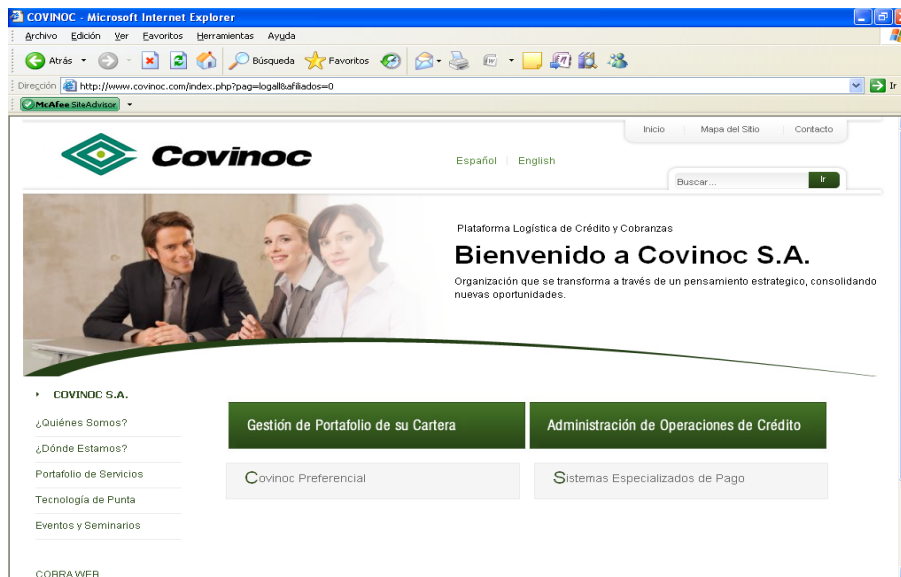 COVINOC - Microsoft Internet Explorer
Archivo Edición Ver Favoritos Herramientas Ayuda
Atrás Búsqueda Favoritos
Dirección http://www.covinoc.com/index.php?pag=logall&afiliados=0 Ir
McAfee SiteAdvisor
Inicio Mapa del Sitio Contacto
Covinoc
Español English
Buscar... Ir
Plataforma Logística de Crédito y Cobranzas
Bienvenido a Covinoc S.A.
Organización que se transforma a través de un pensamiento estrategico, consolidando
nuevas oportunidades.
COVINOC S.A.
¿Quiénes Somos?
¿Dónde Estamos?
Portafolio de Servicios
Tecnología de Punta
Eventos y Seminarios
COBRA WEB
Gestión de Portafolio de su Cartera
Administración de Operaciones de Crédito
Covinoc Preferencial
Sistemas Especializados de Pago